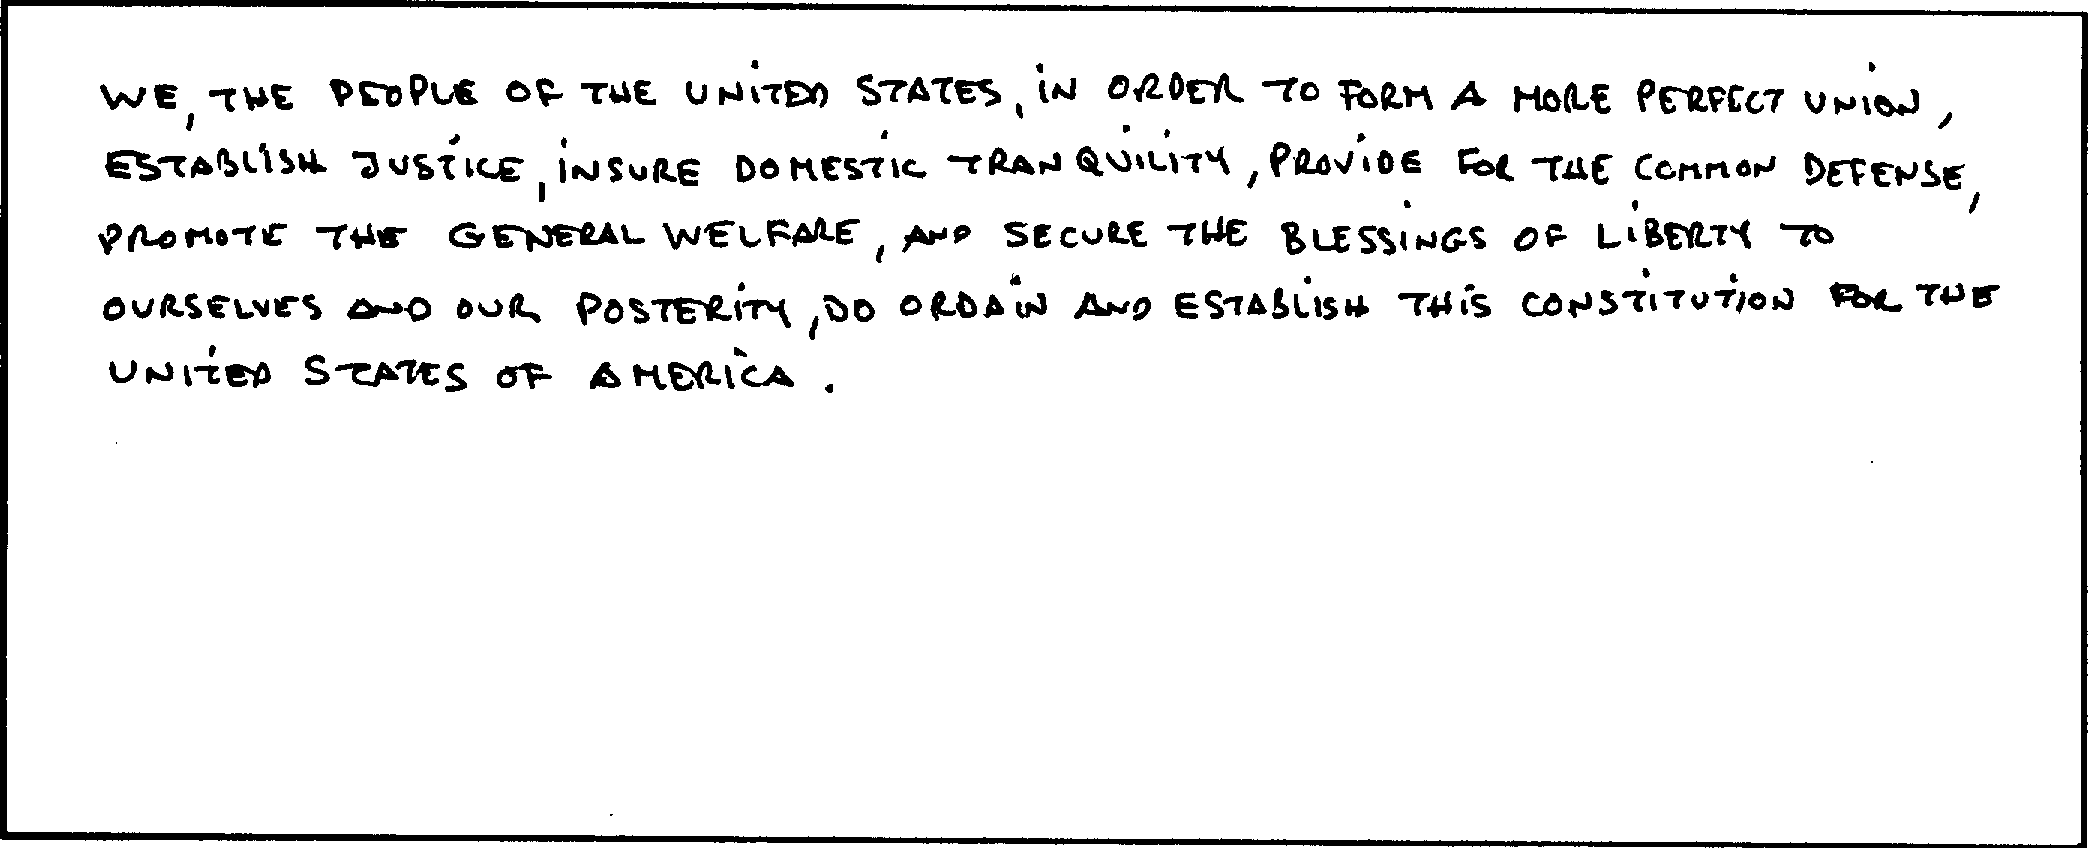 WE, THE PEOPLE OF THE UNITED STATES, IN ORDER TO FORM A MORE PERFECT UNION,
ESTABLISH JUSTICE, INSURE DOMESTIC TRANQUILITY, PROVIDE FOR THE COMMON DEFENSE,
PROMOTE THE GENERAL WELFARE, AND SECURE THE BLESSINGS OF LIBERTY TO
OURSELVES AND OUR POSTERITY, DO ORDAIN AND ESTABLISH THIS CONSTITUTION FOR THE
UNITED STATES OF AMERICA.